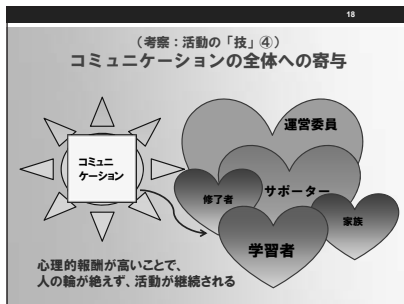 18
（考察：活動の「技」④）
コミュニケーションの全体への寄与
コミュニ
ケーション
運営委員
サポーター
修了者
家族
学習者
心理的報酬が高いことで、
人の輪が絶えず、活動が継続される